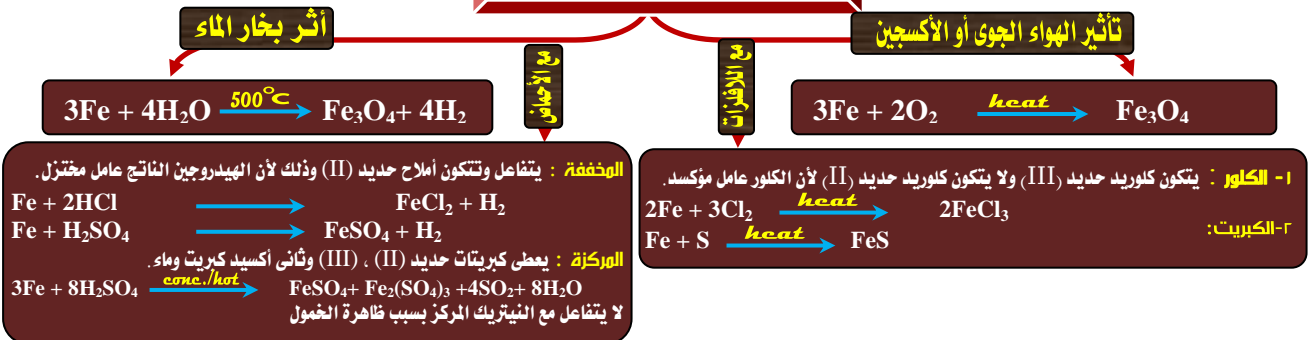 تأثير الهواء الجوى أو الأكسجين
3Fe + 2O₂ heat Fe₃O₄
مع اللافلزات
١- الكلور : يتكون كلوريد حديد (III) ولا يتكون كلوريد حديد (II) لأن الكلور عامل مؤكسد.
2Fe + 3Cl₂ heat 2FeCl₃
٢-الكبريت:
Fe + S heat FeS
مع الأحماض
المخففة : يتفاعل وتتكون أملاح حديد (II) وذلك لأن الهيدروجين الناتج عامل مختزل.
Fe + 2HCl FeCl₂ + H₂
Fe + H₂SO₄ FeSO₄ + H₂
المركزة : يعطى كبريتات حديد (II) ، (III) وثانى أكسيد كبريت وماء.
3Fe + 8H₂SO₄ conc./hot FeSO₄+ Fe₂(SO₄)₃ +4SO₂+ 8H₂O
لا يتفاعل مع النيتريك المركز بسبب ظاهرة الخمول
أثر بخار الماء
3Fe + 4H₂O 500°C Fe₃O₄+ 4H₂